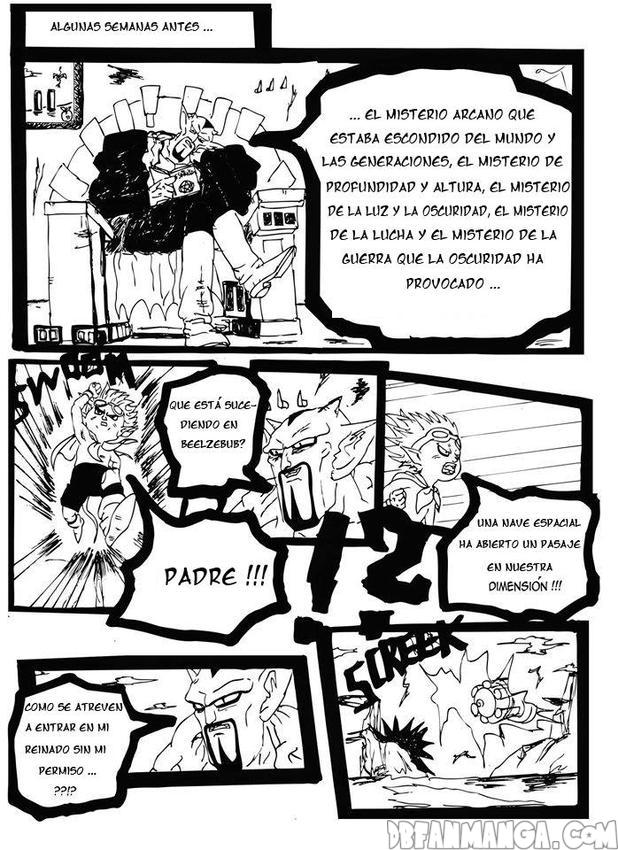 ALGUNAS SEMANAS ANTES ...
... EL MISTERIO ARCANO QUE
ESTABA ESCONDIDO DEL MUNDO Y
LAS GENERACIONES, EL MISTERIO DE
PROFUNDIDAD Y ALTURA, EL MISTERIO
DE LA LUZ Y LA OSCURIDAD, EL MISTERIO
DE LA LUCHA Y EL MISTERIO DE LA
GUERRA QUE LA OSCURIDAD HA
PROVOCADO ...
SWOOM
PADRE !!!
QUE ESTÁ SUCE-
DIENDO EN
BEELZEBUB?
UNA NAVE ESPACIAL
HA ABIERTO UN PASAJE
EN NUESTRA
DIMENSIÓN !!!
12
COMO SE ATREVEN
A ENTRAR EN MI
REINADO SIN MI
PERMISO ...
??!?
SCREEK
DBFANMANGA.COM